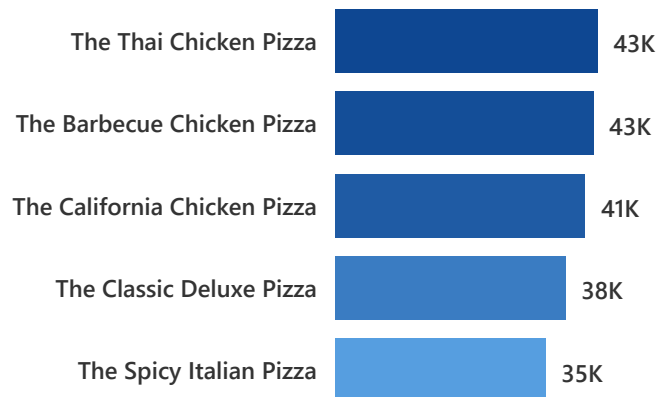 The Thai Chicken Pizza 43K
The Barbecue Chicken Pizza 43K
The California Chicken Pizza 41K
The Classic Deluxe Pizza 38K
The Spicy Italian Pizza 35K